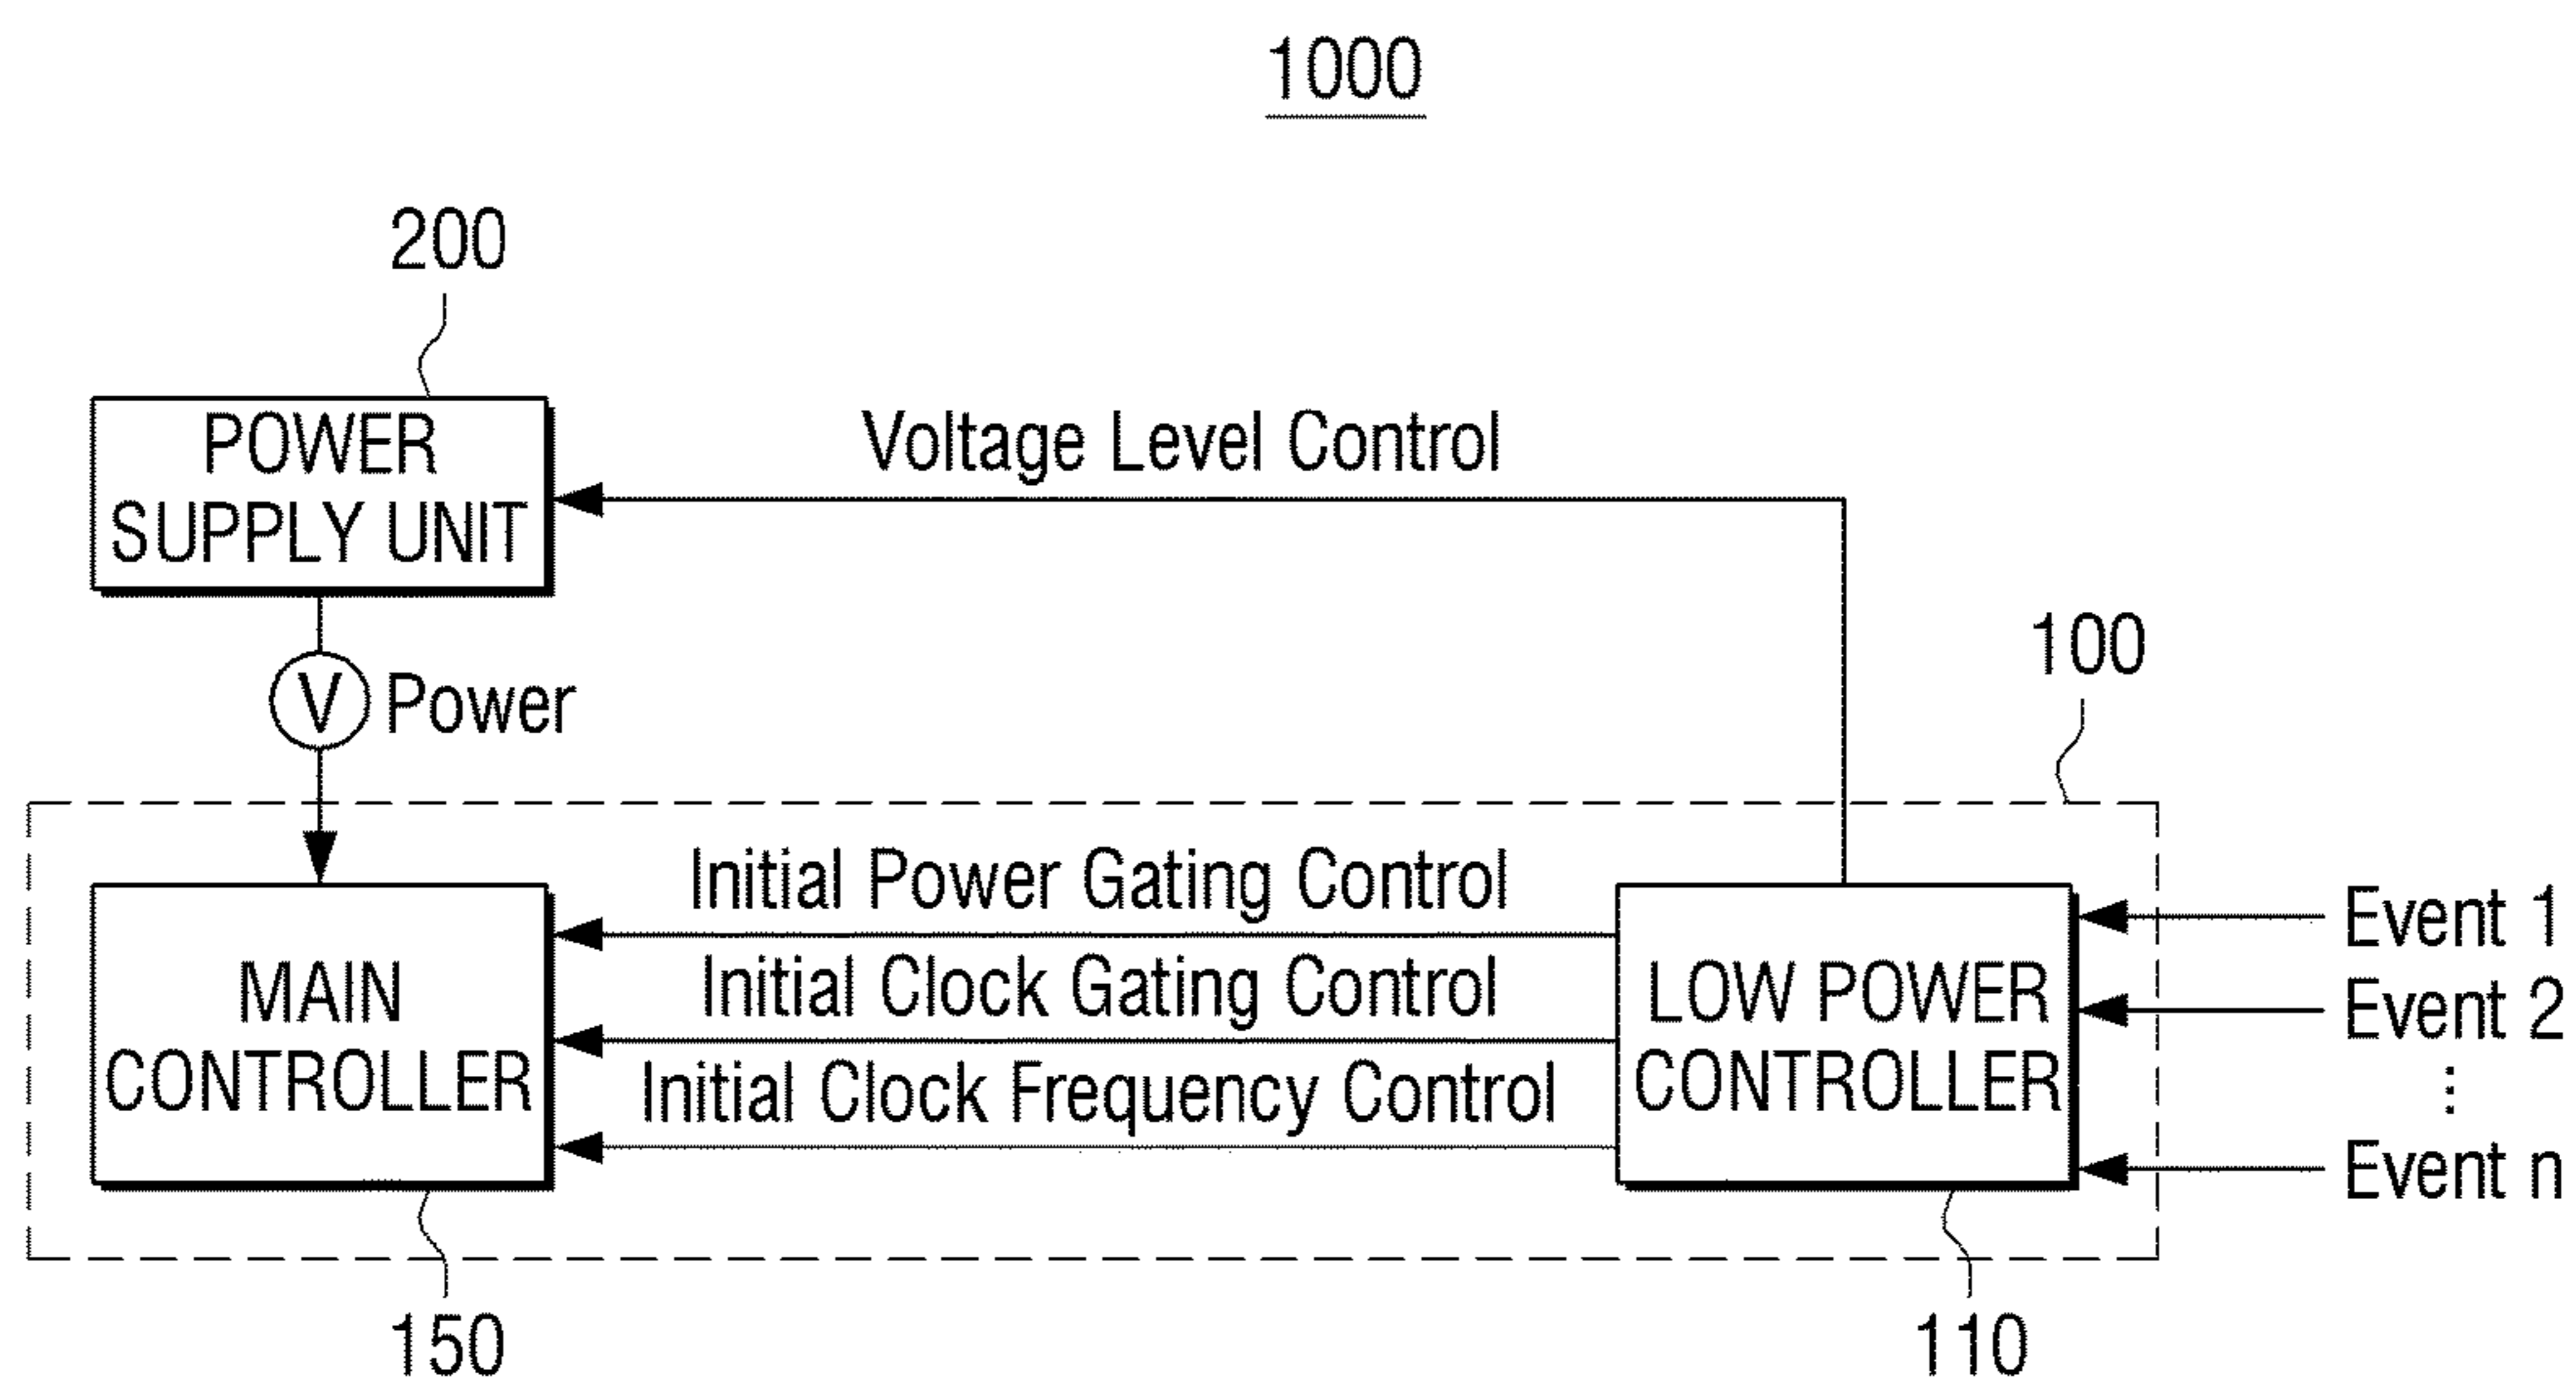 1000
200
POWER
SUPPLY UNIT
Voltage Level Control
V Power
100
MAIN
CONTROLLER
Initial Power Gating Control
Initial Clock Gating Control
Initial Clock Frequency Control
LOW POWER
CONTROLLER
Event 1
Event 2
⋮
Event n
150
110